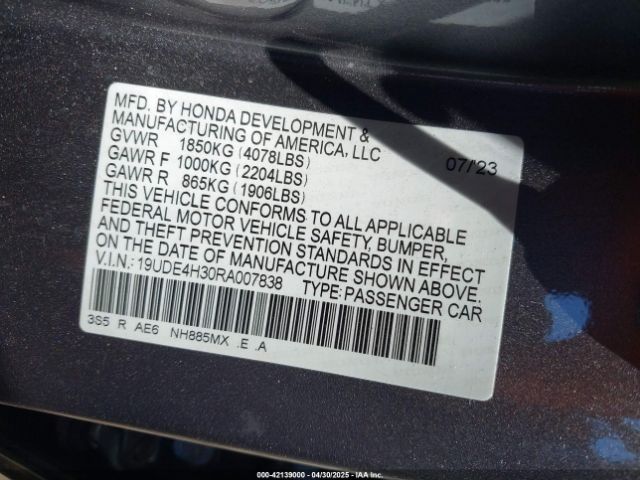 MFD. BY HONDA DEVELOPMENT &
MANUFACTURING OF AMERICA, LLC
GVWR 1850KG (4078LBS)
GAWR F 1000KG (2204LBS) 07/'23
GAWR R 865KG (1906LBS)
THIS VEHICLE CONFORMS TO ALL APPLICABLE
FEDERAL MOTOR VEHICLE SAFETY, BUMPER,
AND THEFT PREVENTION STANDARDS IN EFFECT
ON THE DATE OF MANUFACTURE SHOWN ABOVE.
V.I.N.: 19UDE4H30RA007838 TYPE: PASSENGER CAR
3S5 R AE6 NH885MX .E .A
000-42139000 - 04/30/2025 - IAA Inc.